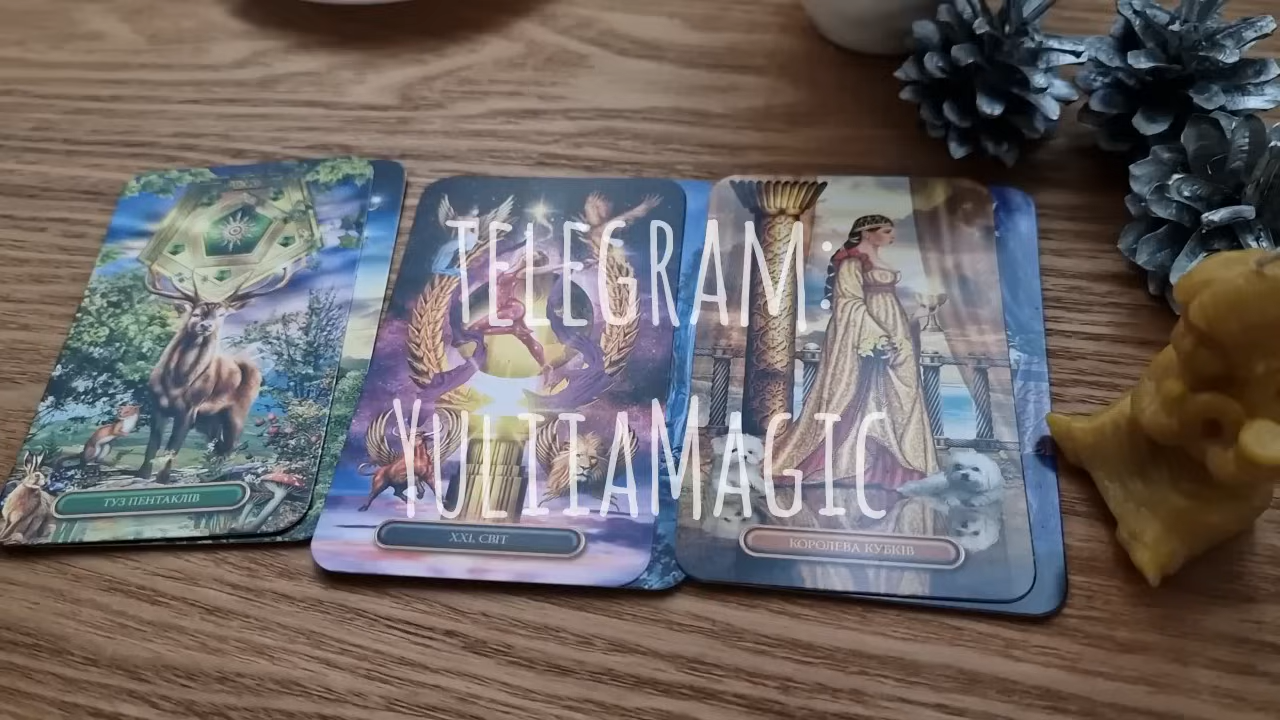 TELEGRAM:
YULIIAMAGIC
ТУЗ ПЕНТАКЛІВ
XXI. СВІТ
КОРОЛЕВА КУБКІВ